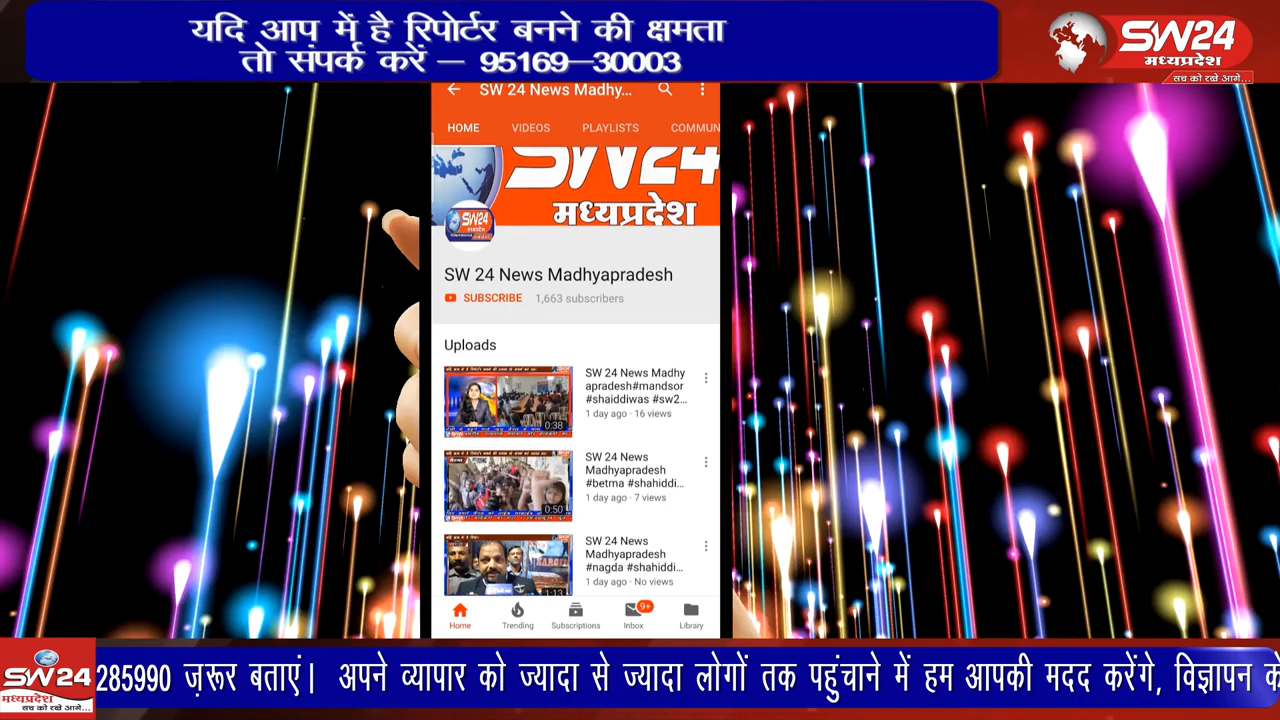 यदि आप में है रिपोर्टर बनने की क्षमता
तो संपर्क करें – 95169–30003
SW24
मध्यप्रदेश
सच को रखे आगे...
SW 24 News Madhy...
HOME VIDEOS PLAYLISTS COMMUN
SW24
मध्यप्रदेश
SW24
SW 24 News Madhyapradesh
SUBSCRIBE 1,663 subscribers
Uploads
SW 24 News Madhy
apradesh#mandsor
#shaiddiwas #sw2...
1 day ago · 16 views
0:38
SW 24 News
Madhyapradesh
#betma #shahiddi...
1 day ago · 7 views
0:50
SW 24 News
Madhyapradesh
#nagda #shahiddi...
1 day ago · No views
1:13
9+
Home Trending Subscriptions Inbox Library
SW24
मध्यप्रदेश
सच को रखे आगे...
285990 ज़रूर बताएं। अपने व्यापार को ज्यादा से ज्यादा लोगों तक पहुंचाने में हम आपकी मदद करेंगे, विज्ञापन के